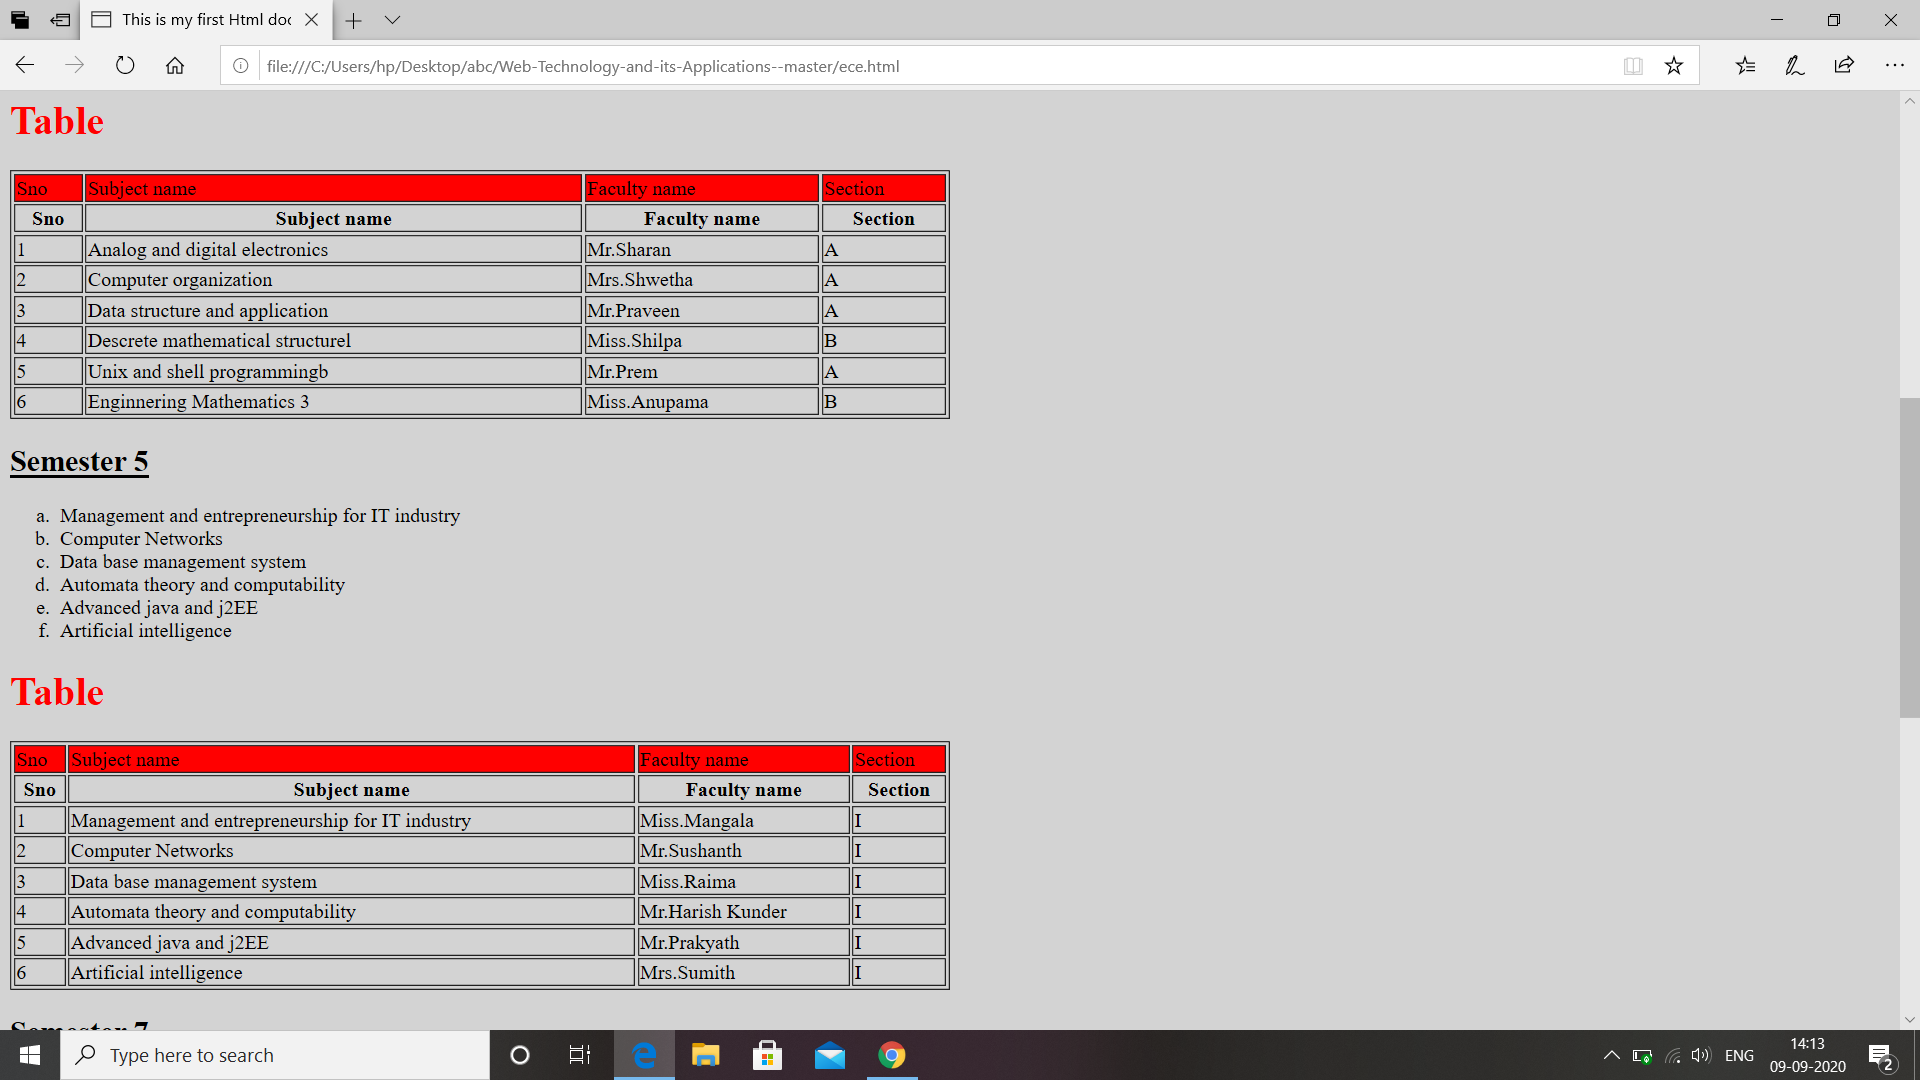 This is my first Html doc
file:///C:/Users/hp/Desktop/abc/Web-Technology-and-its-Applications--master/ece.html
Table
Sno Subject name Faculty name Section
Sno Subject name Faculty name Section
1 Analog and digital electronics Mr.Sharan A
2 Computer organization Mrs.Shwetha A
3 Data structure and application Mr.Praveen A
4 Descrete mathematical structurel Miss.Shilpa B
5 Unix and shell programmingb Mr.Prem A
6 Enginnering Mathematics 3 Miss.Anupama B
Semester 5
a. Management and entrepreneurship for IT industry
b. Computer Networks
c. Data base management system
d. Automata theory and computability
e. Advanced java and j2EE
f. Artificial intelligence
Table
Sno Subject name Faculty name Section
Sno Subject name Faculty name Section
1 Management and entrepreneurship for IT industry Miss.Mangala I
2 Computer Networks Mr.Sushanth I
3 Data base management system Miss.Raima I
4 Automata theory and computability Mr.Harish Kunder I
5 Advanced java and j2EE Mr.Prakyath I
6 Artificial intelligence Mrs.Sumith I
Semester 7
Type here to search
ENG
14:13
09-09-2020
2